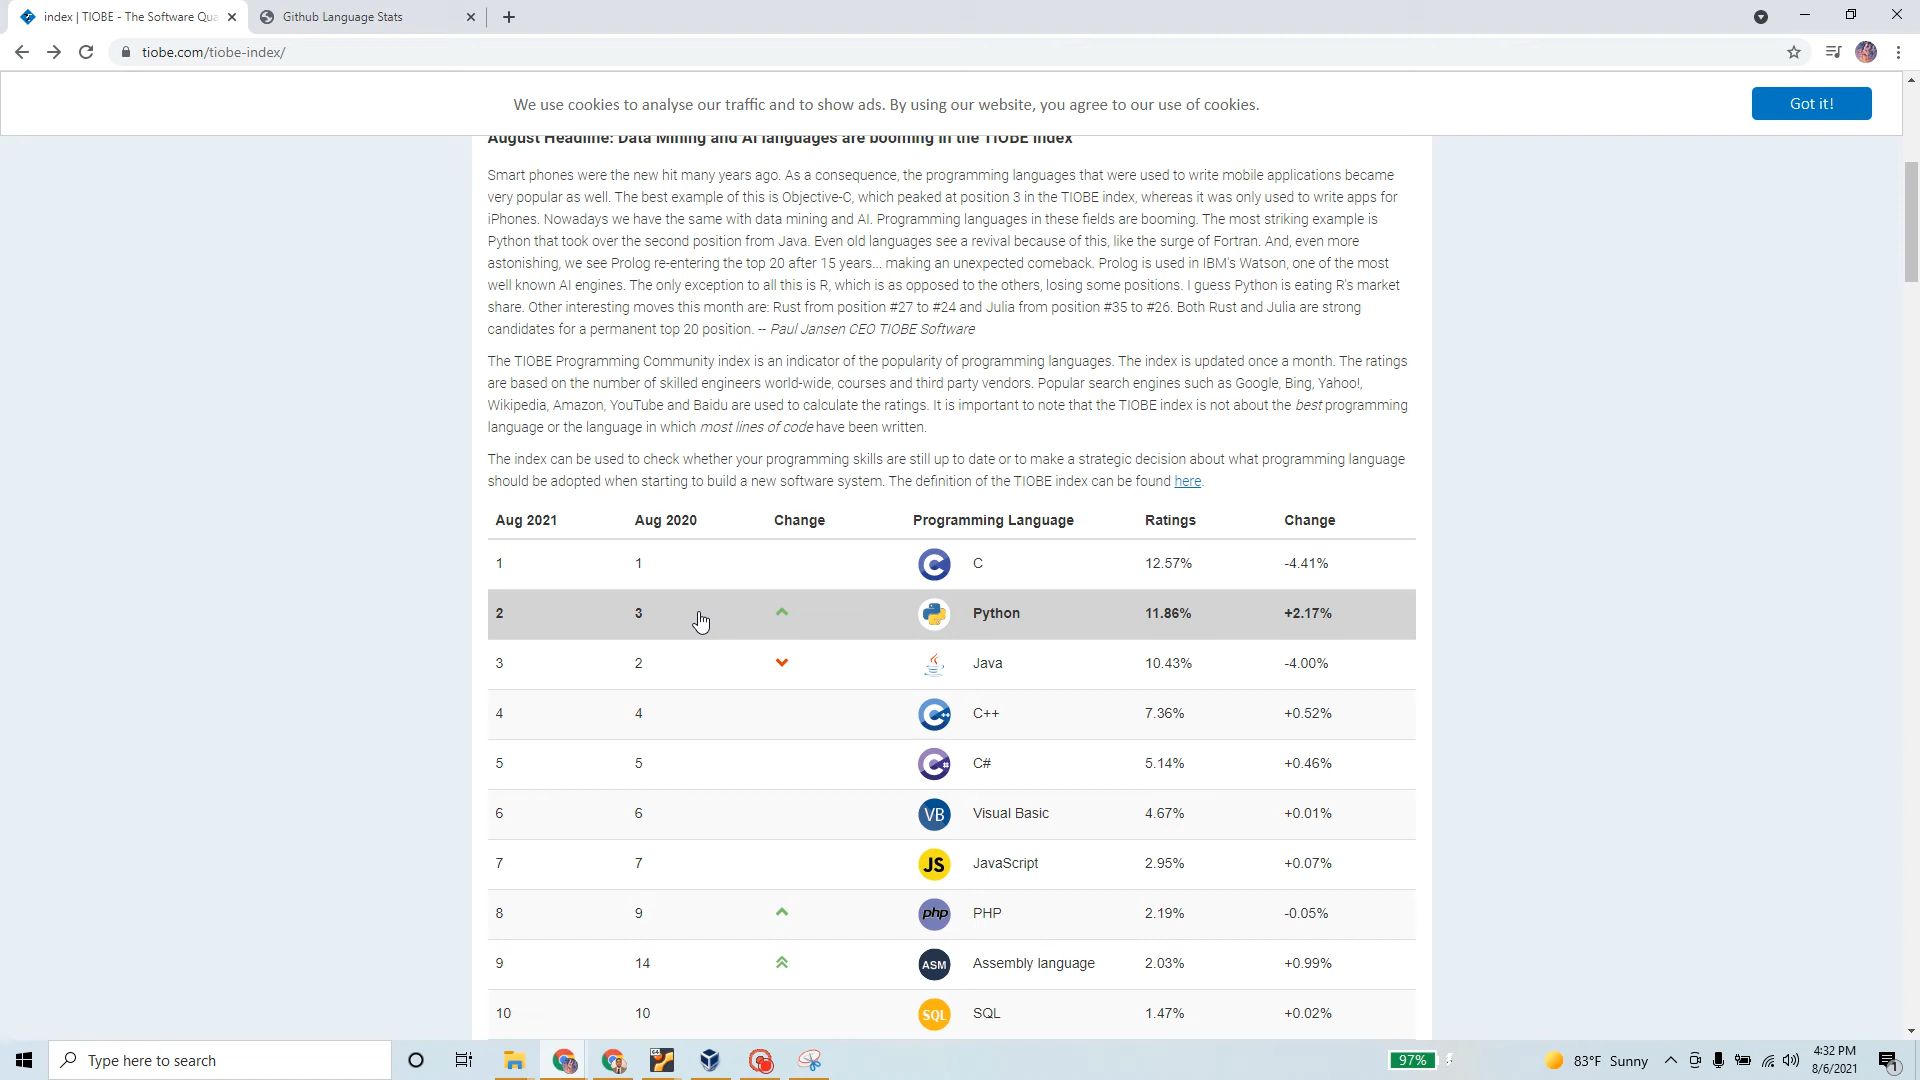 index | TIOBE - The Software Qua
Github Language Stats
tiobe.com/tiobe-index/
We use cookies to analyse our traffic and to show ads. By using our website, you agree to our use of cookies.
Got it!
August Headline: Data Mining and AI languages are booming in the TIOBE index
Smart phones were the new hit many years ago. As a consequence, the programming languages that were used to write mobile applications became
very popular as well. The best example of this is Objective-C, which peaked at position 3 in the TIOBE index, whereas it was only used to write apps for
iPhones. Nowadays we have the same with data mining and AI. Programming languages in these fields are booming. The most striking example is
Python that took over the second position from Java. Even old languages see a revival because of this, like the surge of Fortran. And, even more
astonishing, we see Prolog re-entering the top 20 after 15 years... making an unexpected comeback. Prolog is used in IBM's Watson, one of the most
well known AI engines. The only exception to all this is R, which is as opposed to the others, losing some positions. I guess Python is eating R's market
share. Other interesting moves this month are: Rust from position #27 to #24 and Julia from position #35 to #26. Both Rust and Julia are strong
candidates for a permanent top 20 position. -- Paul Jansen CEO TIOBE Software
The TIOBE Programming Community index is an indicator of the popularity of programming languages. The index is updated once a month. The ratings
are based on the number of skilled engineers world-wide, courses and third party vendors. Popular search engines such as Google, Bing, Yahoo!,
Wikipedia, Amazon, YouTube and Baidu are used to calculate the ratings. It is important to note that the TIOBE index is not about the best programming
language or the language in which most lines of code have been written.
The index can be used to check whether your programming skills are still up to date or to make a strategic decision about what programming language
should be adopted when starting to build a new software system. The definition of the TIOBE index can be found here.
Aug 2021 Aug 2020 Change Programming Language Ratings Change
1 1 C C 12.57% -4.41%
2 3 Python 11.86% +2.17%
3 2 Java 10.43% -4.00%
4 4 C++ C++ 7.36% +0.52%
5 5 C# C# 5.14% +0.46%
6 6 VB Visual Basic 4.67% +0.01%
7 7 JS JavaScript 2.95% +0.07%
8 9 php PHP 2.19% -0.05%
9 14 ASM Assembly language 2.03% +0.99%
10 10 SQL SQL 1.47% +0.02%
Type here to search
97%
83°F Sunny
4:32 PM
8/6/2021
1